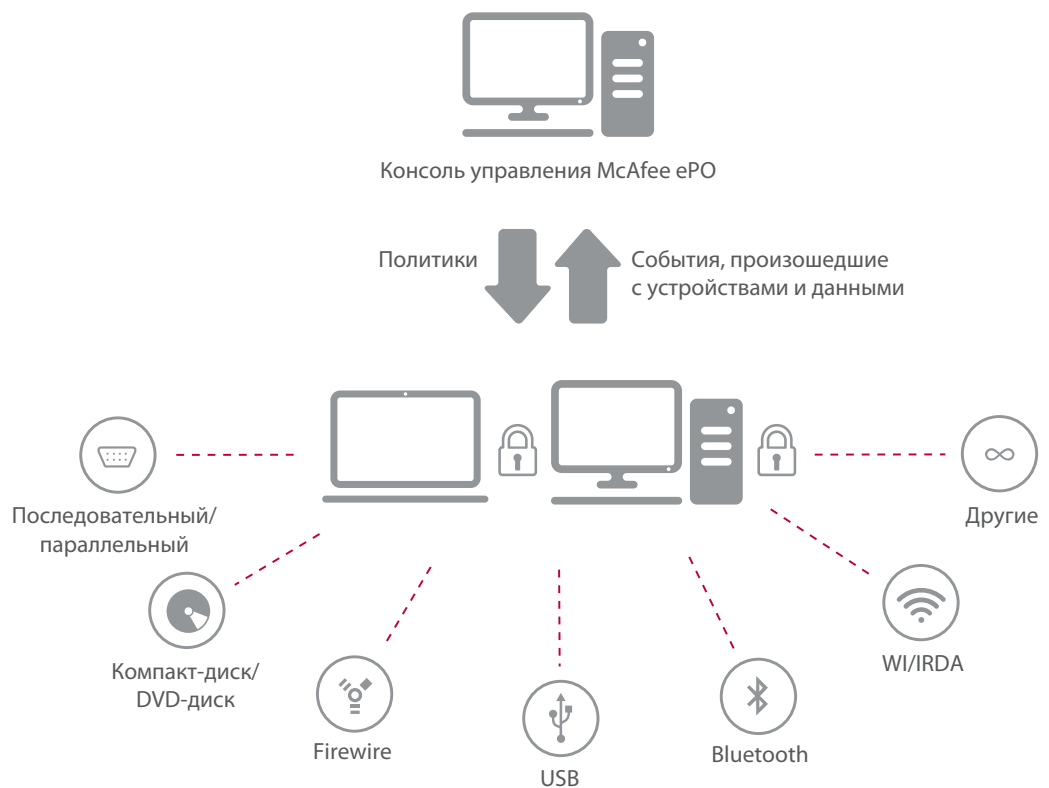 Консоль управления McAfee ePO
Политики
События, произошедшие
с устройствами и данными
Последовательный/
параллельный
Компакт-диск/
DVD-диск
Firewire
USB
Bluetooth
WI/IRDA
Другие